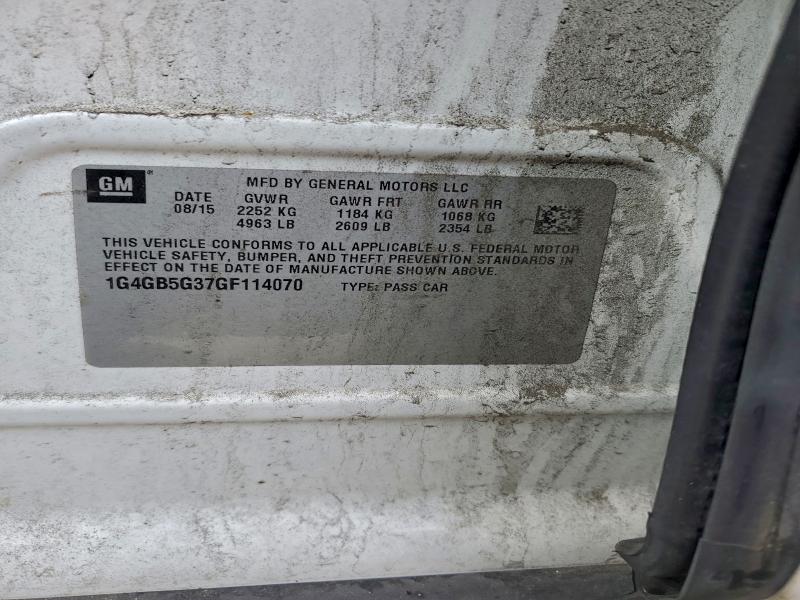 GM
MFD BY GENERAL MOTORS LLC
DATE GVWR GAWR FRT GAWR RR
08/15 2252 KG 1184 KG 1068 KG
4963 LB 2609 LB 2354 LB
THIS VEHICLE CONFORMS TO ALL APPLICABLE U.S. FEDERAL MOTOR
VEHICLE SAFETY, BUMPER, AND THEFT PREVENTION STANDARDS IN
EFFECT ON THE DATE OF MANUFACTURE SHOWN ABOVE.
1G4GB5G37GF114070 TYPE: PASS CAR